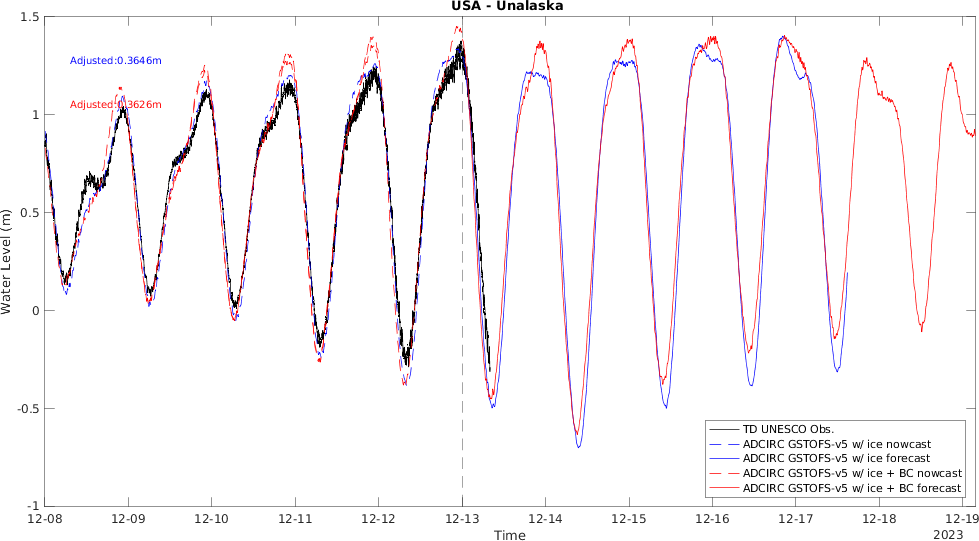 USA - Unalaska
1.5
1
0.5
0
-0.5
-1
Water Level (m)
Adjusted:0.3646m
Adjusted:0.3626m
TD UNESCO Obs.
ADCIRC GSTOFS-v5 w/ ice nowcast
ADCIRC GSTOFS-v5 w/ ice forecast
ADCIRC GSTOFS-v5 w/ ice + BC nowcast
ADCIRC GSTOFS-v5 w/ ice + BC forecast
12-08 12-09 12-10 12-11 12-12 12-13 12-14 12-15 12-16 12-17 12-18 12-19
Time
2023